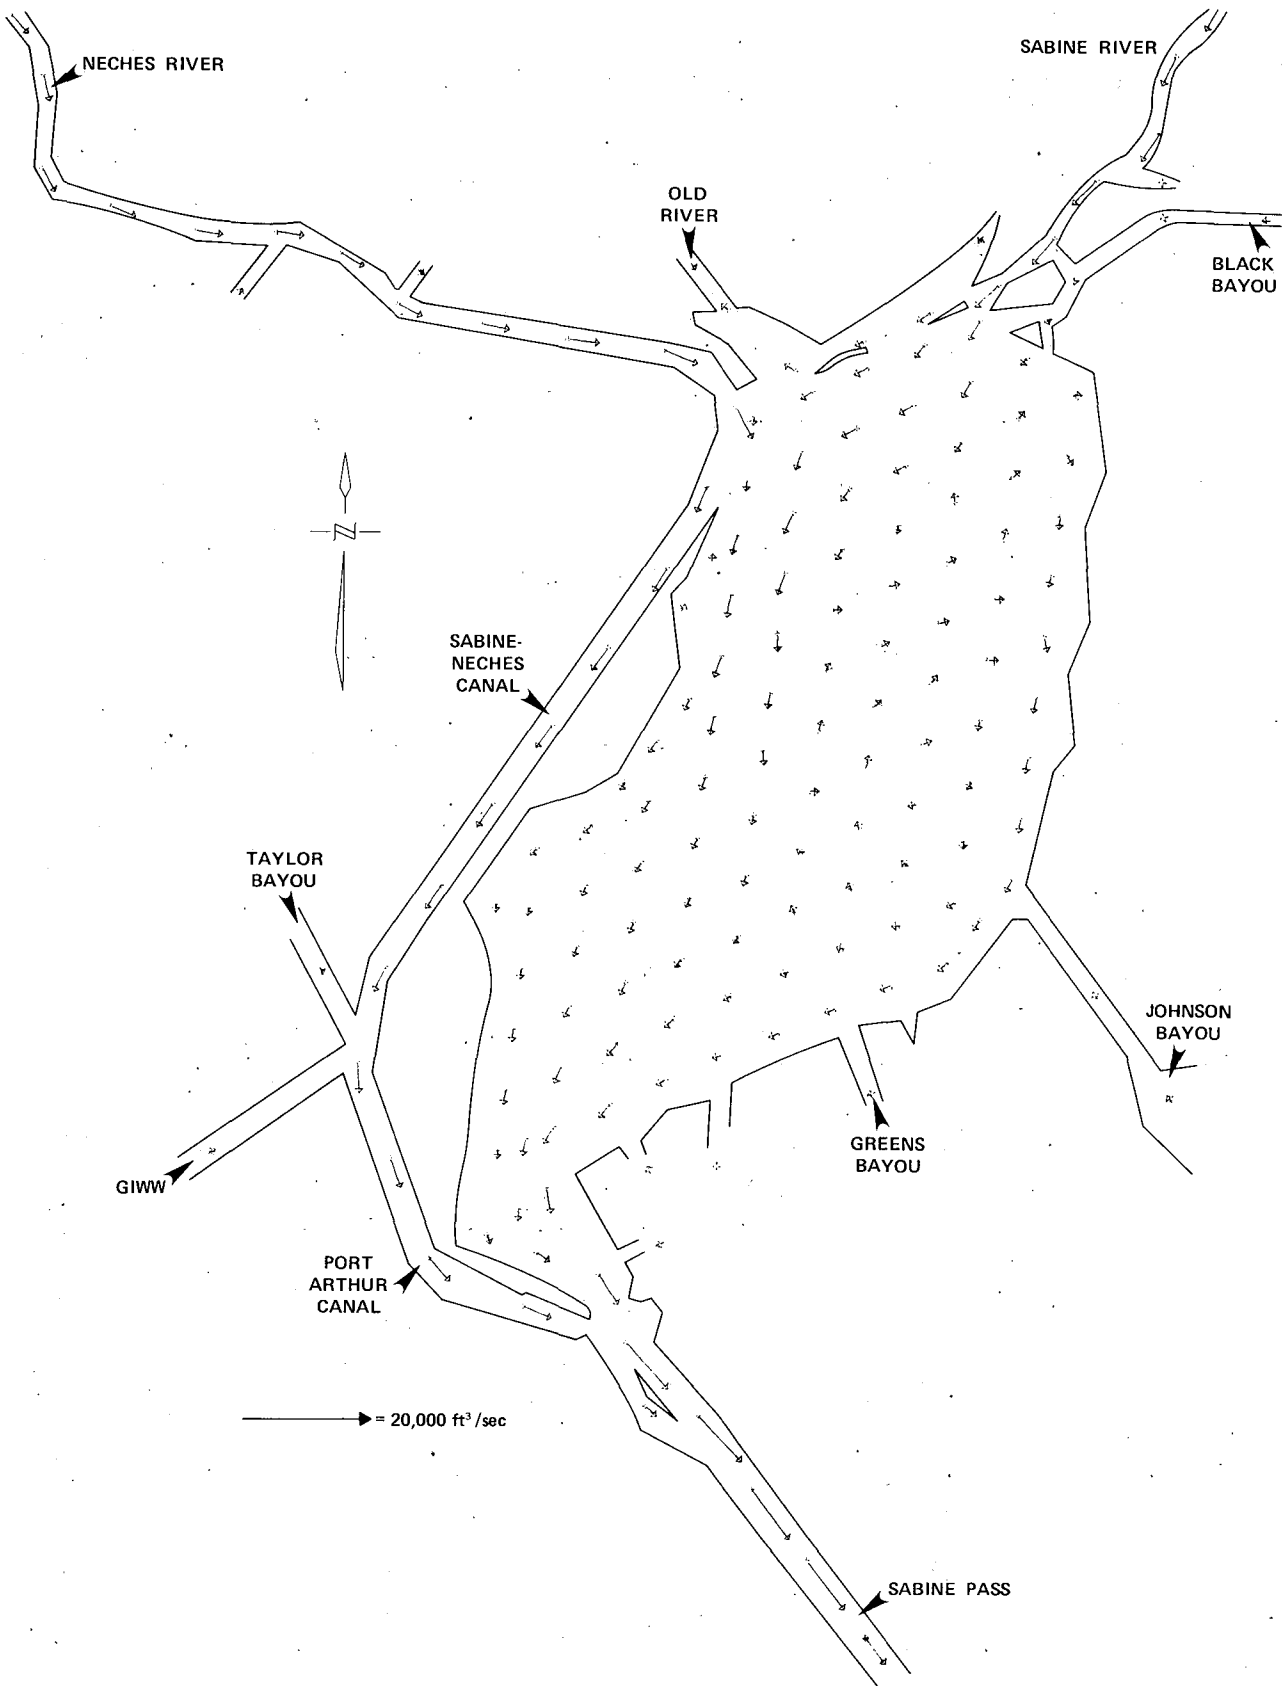 NECHES RIVER
SABINE RIVER
OLD
RIVER
BLACK
BAYOU
N
SABINE-
NECHES
CANAL
TAYLOR
BAYOU
JOHNSON
BAYOU
GREENS
BAYOU
GIWW
PORT
ARTHUR
CANAL
= 20,000 ft³/sec
SABINE PASS